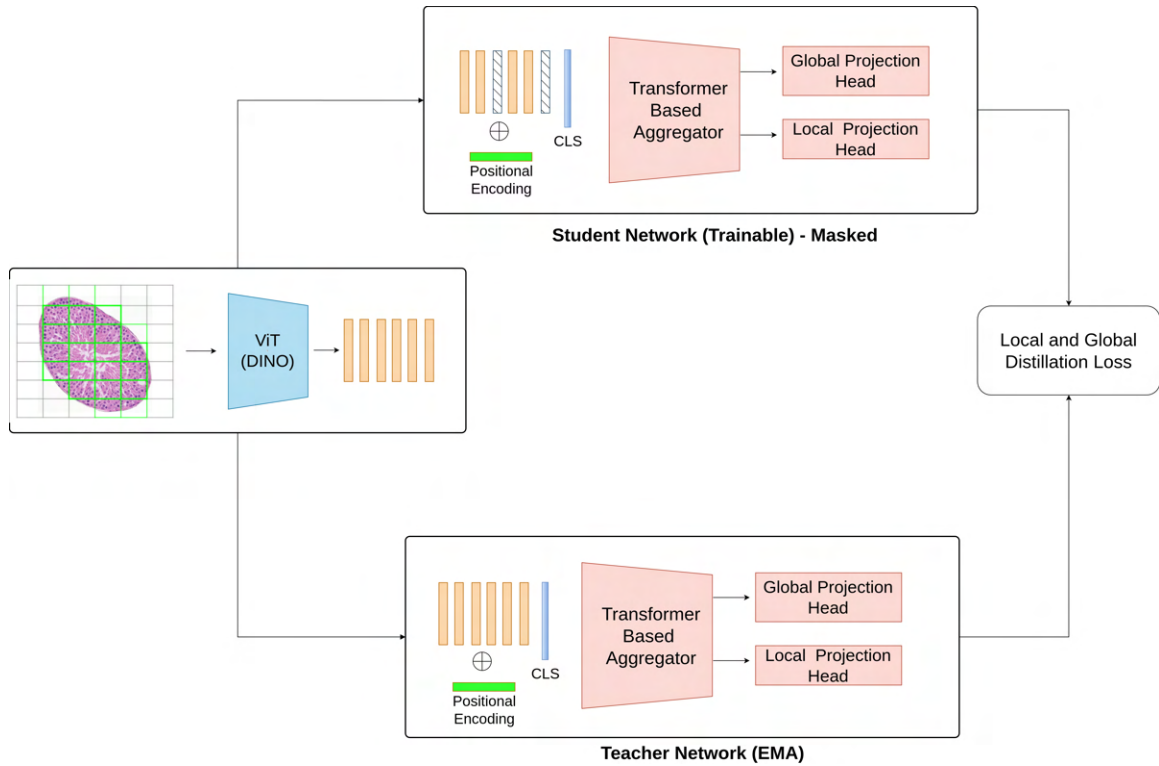 Global Projection
Head
Transformer
Based
Aggregator
Local Projection
Head
CLS
Positional
Encoding
Student Network (Trainable) - Masked
ViT
(DINO)
Local and Global
Distillation Loss
Global Projection
Head
Transformer
Based
Aggregator
Local Projection
Head
CLS
Positional
Encoding
Teacher Network (EMA)